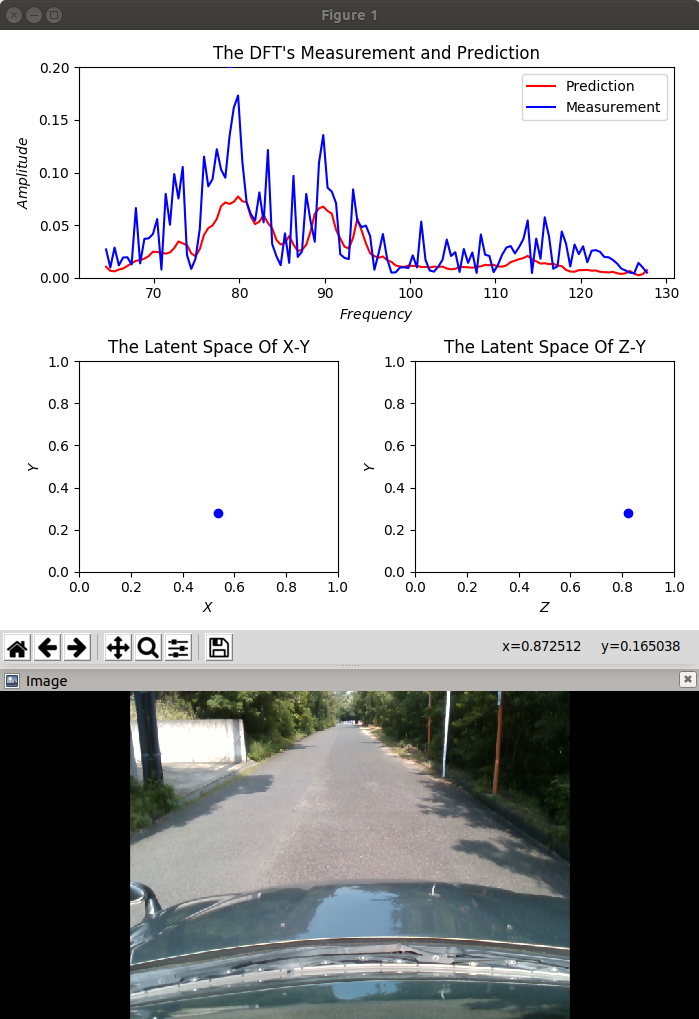 Figure 1
The DFT's Measurement and Prediction
0.20
0.15
0.10
0.05
0.00
Amplitude
Prediction
Measurement
70 80 90 100 110 120 130
Frequency
The Latent Space Of X-Y
1.0
0.8
0.6
0.4
0.2
0.0
Y
0.0 0.2 0.4 0.6 0.8 1.0
X
The Latent Space Of Z-Y
1.0
0.8
0.6
0.4
0.2
0.0
Y
0.0 0.2 0.4 0.6 0.8 1.0
Z
x=0.872512 y=0.165038
Image